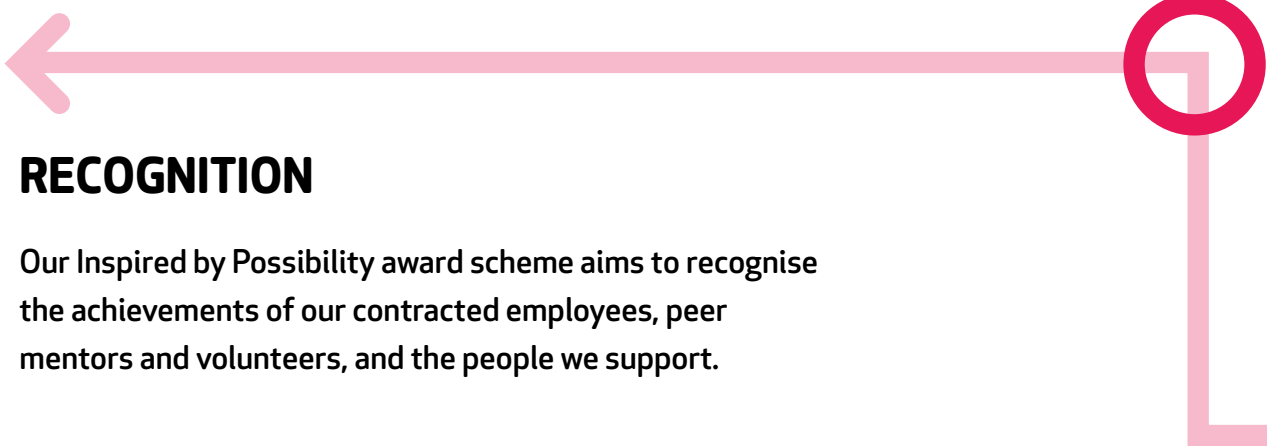 RECOGNITION
Our Inspired by Possibility award scheme aims to recognise
the achievements of our contracted employees, peer
mentors and volunteers, and the people we support.